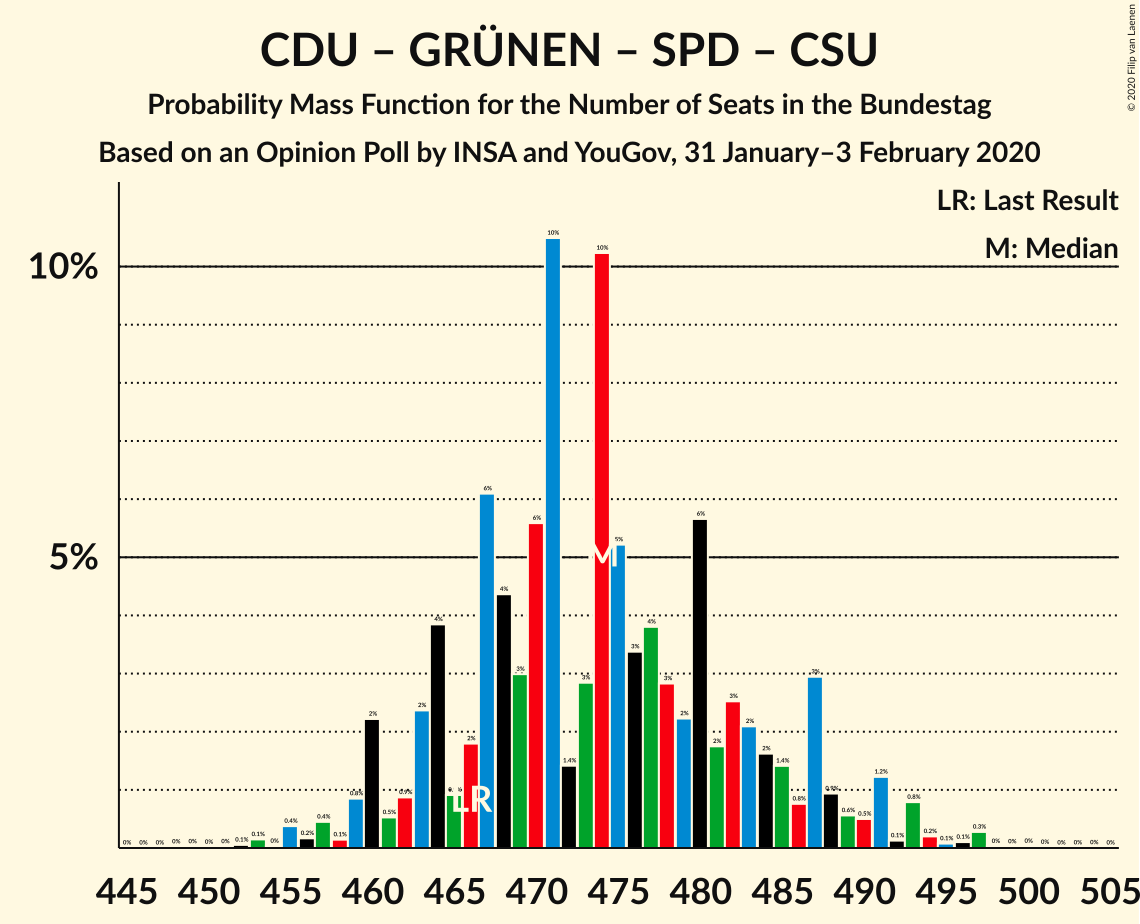 CDU – GRÜNEN – SPD – CSU
Probability Mass Function for the Number of Seats in the Bundestag
Based on an Opinion Poll by INSA and YouGov, 31 January–3 February 2020
© 2020 Filip van Laenen
LR: Last Result
M: Median
10%
5%
0% 0% 0% 0% 0% 0% 0% 0.1% 0.1% 0% 0.4% 0.2% 0.4% 0.1% 0.8% 2% 0.5% 0.9% 2% 4% 2% 6% 4% 3% 6% 10% 1.4% 3% 10% 5% 3% 4% 3% 2% 6% 2% 3% 2% 2% 1.4% 0.8% 3% 0.9% 0.6% 0.5% 1.2% 0.1% 0.8% 0.2% 0.1% 0.1% 0.3% 0% 0% 0% 0% 0% 0% 0% 0%
LR
M
445 450 455 460 465 470 475 480 485 490 495 500 505